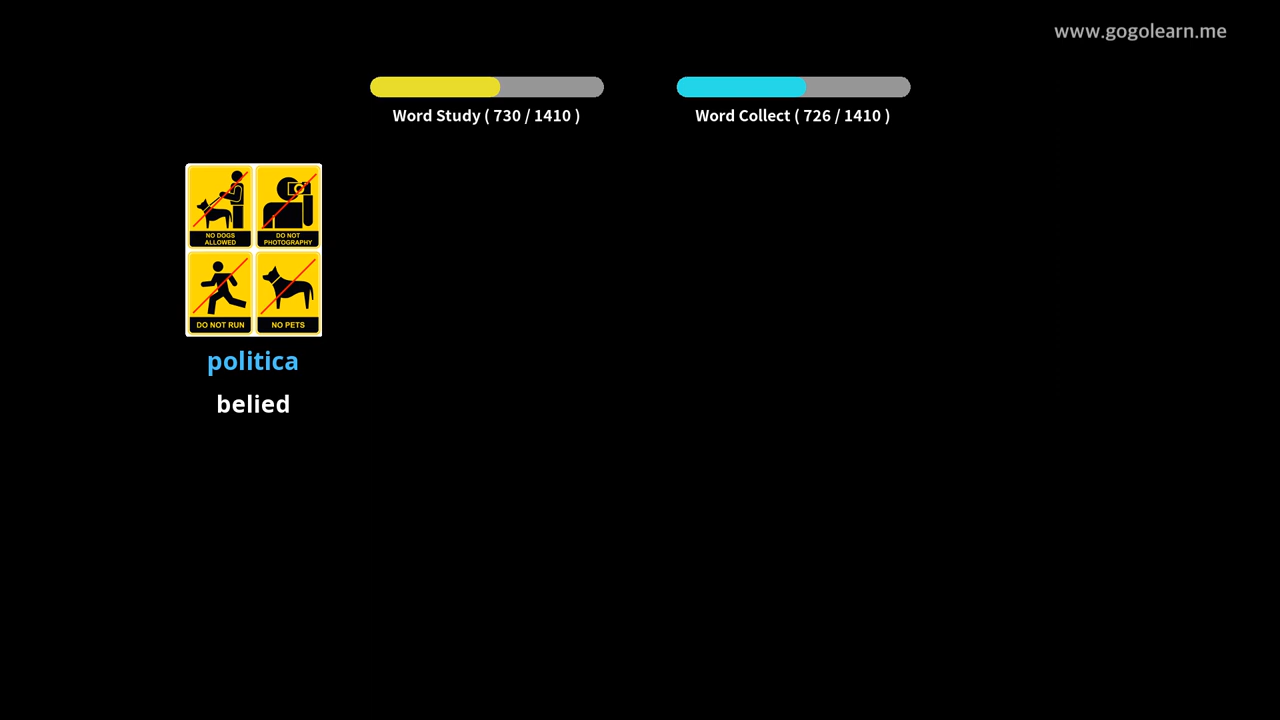 www.gogolearn.me
Word Study ( 730 / 1410 )
Word Collect ( 726 / 1410 )
NO DOGS
ALLOWED
DO NOT
PHOTOGRAPHY
DO NOT RUN
NO PETS
politica
belied